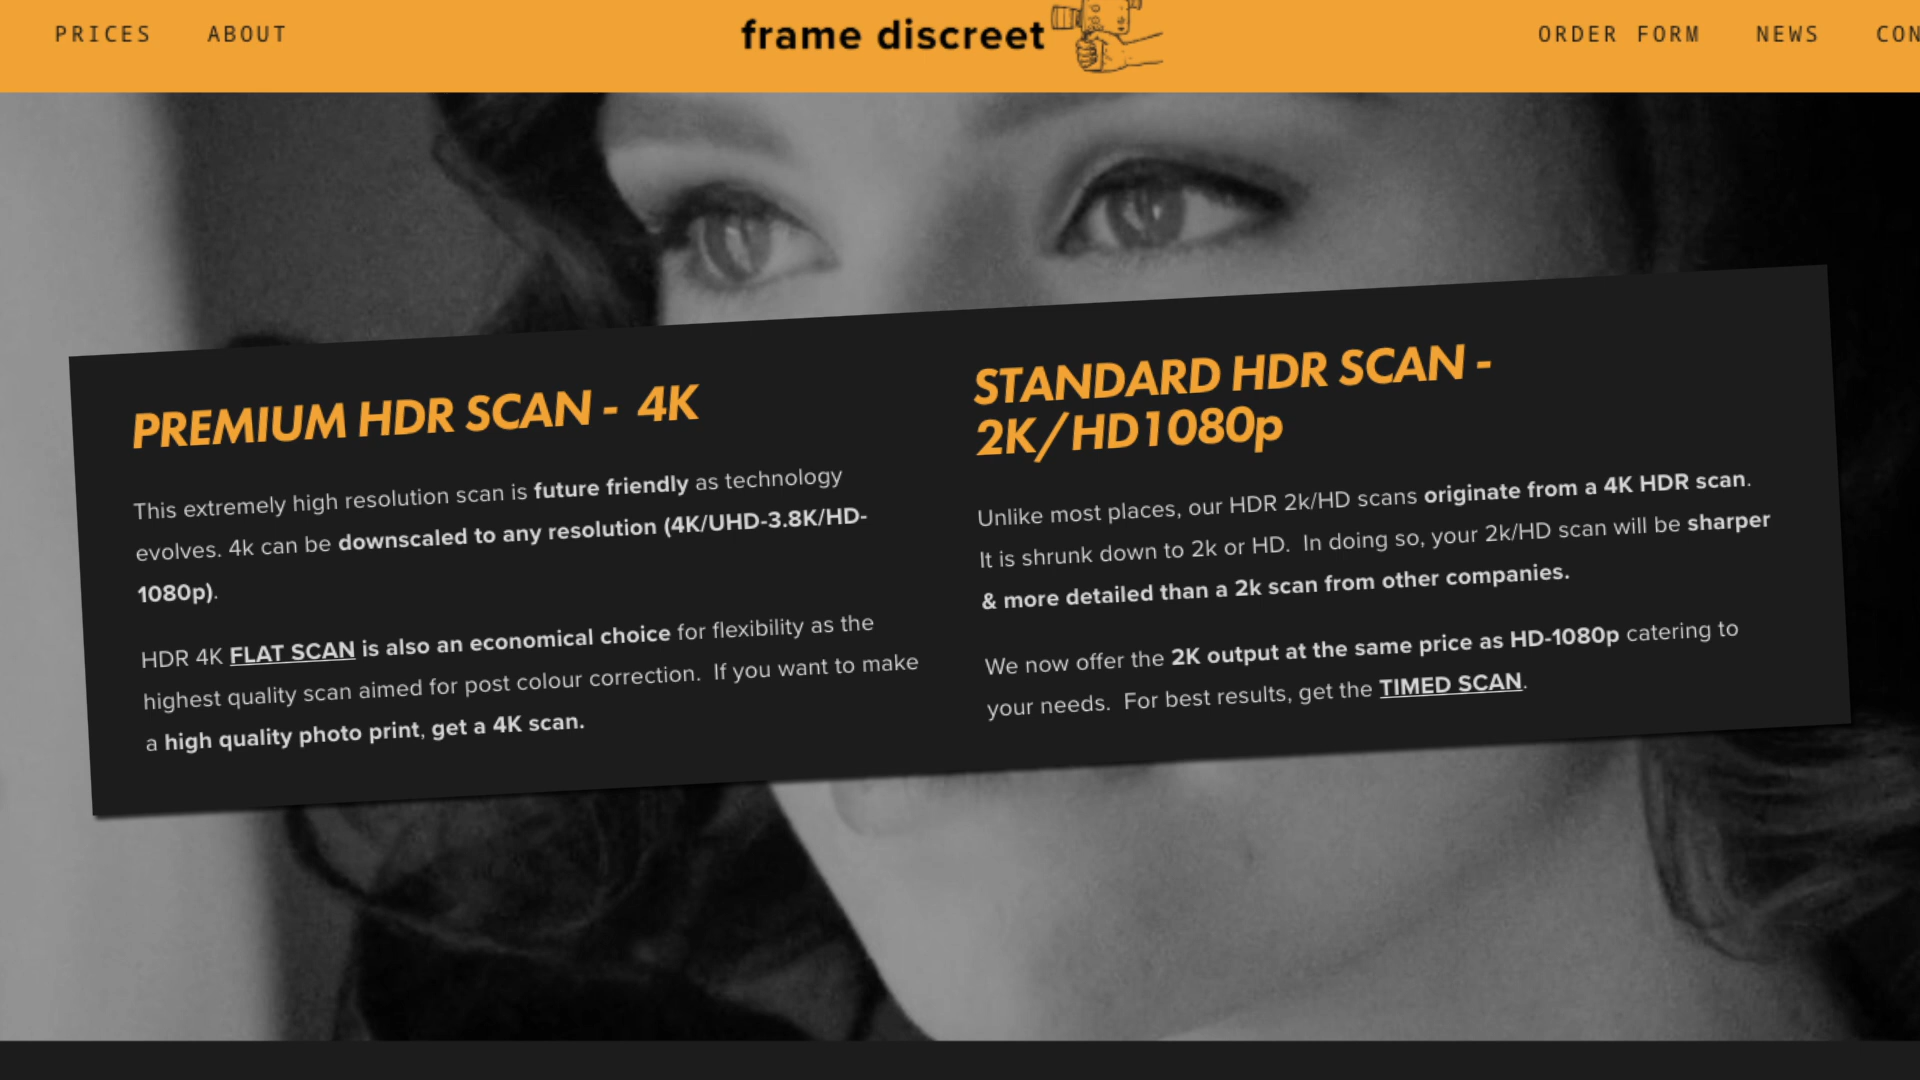 PRICES ABOUT frame discreet ORDER FORM NEWS
PREMIUM HDR SCAN - 4K
This extremely high resolution scan is future friendly as technology
evolves. 4k can be downscaled to any resolution (4K/UHD-3.8K/HD-
1080p).
HDR 4K FLAT SCAN is also an economical choice for flexibility as the
highest quality scan aimed for post colour correction. If you want to make
a high quality photo print, get a 4K scan.
STANDARD HDR SCAN -
2K/HD1080p
Unlike most places, our HDR 2k/HD scans originate from a 4K HDR scan.
It is shrunk down to 2k or HD. In doing so, your 2k/HD scan will be sharper
& more detailed than a 2k scan from other companies.
We now offer the 2K output at the same price as HD-1080p catering to
your needs. For best results, get the TIMED SCAN.